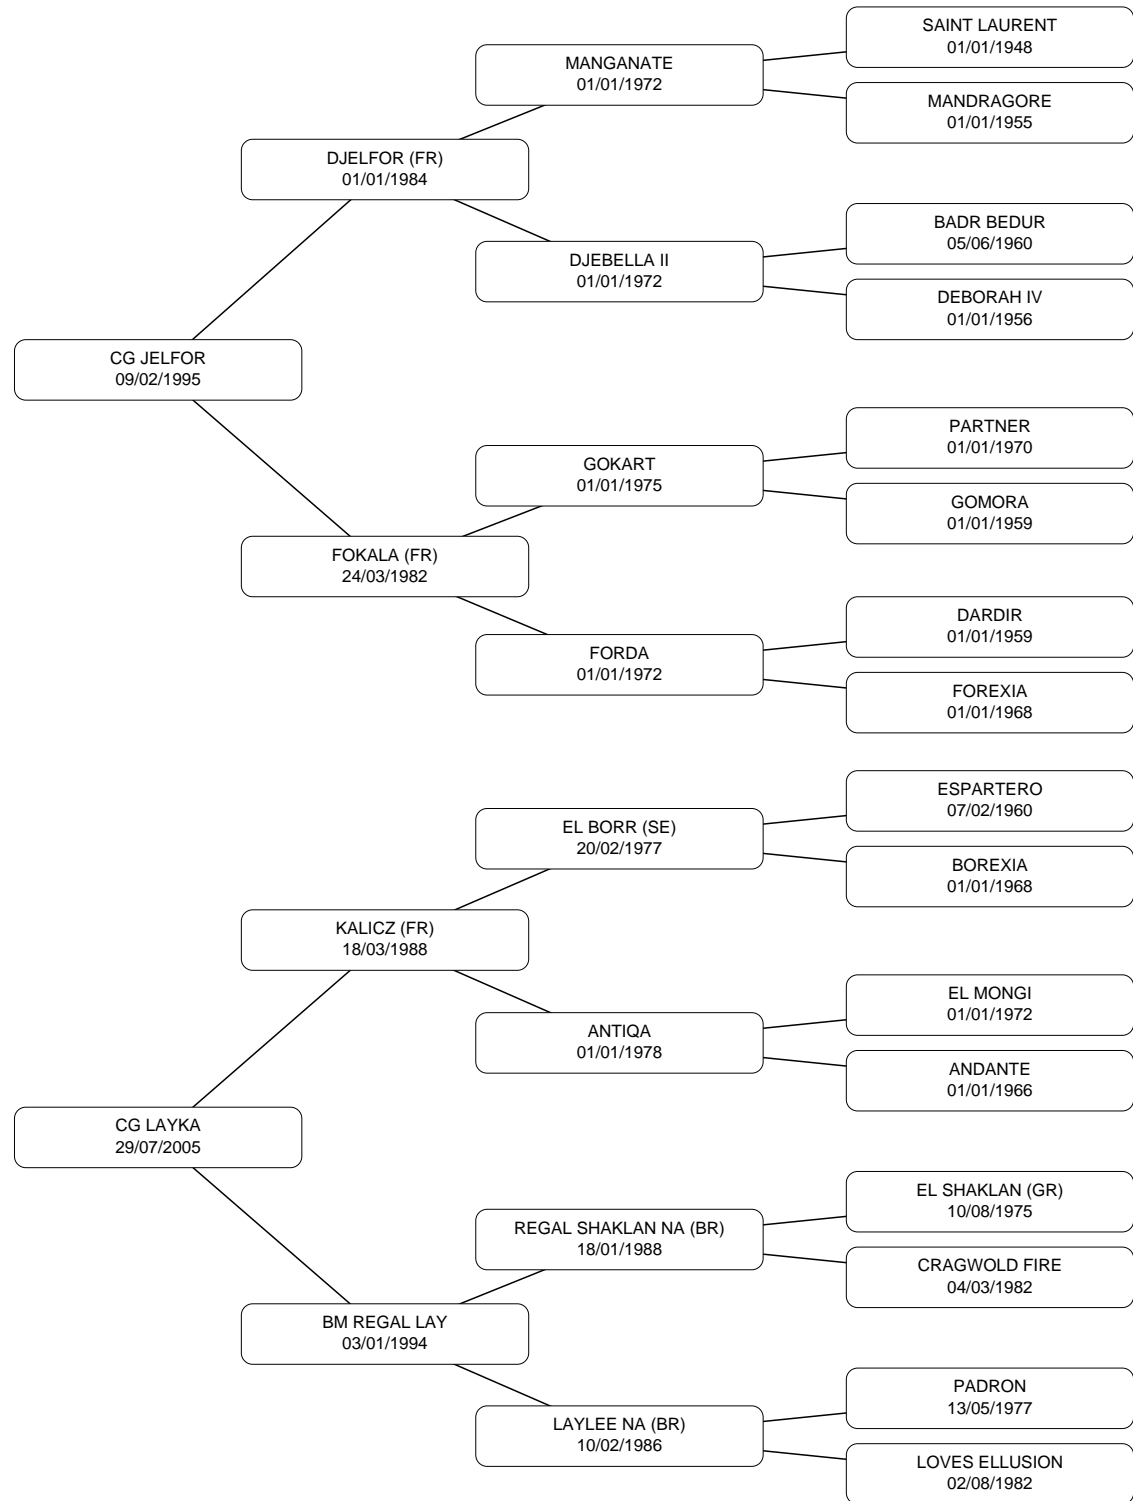 SAINT LAURENT
01/01/1948
MANGANATE
01/01/1972
MANDRAGORE
01/01/1955
DJELFOR (FR)
01/01/1984
BADR BEDUR
05/06/1960
DJEBELLA II
01/01/1972
DEBORAH IV
01/01/1956
CG JELFOR
09/02/1995
PARTNER
01/01/1970
GOKART
01/01/1975
GOMORA
01/01/1959
FOKALA (FR)
24/03/1982
DARDIR
01/01/1959
FORDA
01/01/1972
FOREXIA
01/01/1968
ESPARTERO
07/02/1960
EL BORR (SE)
20/02/1977
BOREXIA
01/01/1968
KALICZ (FR)
18/03/1988
EL MONGI
01/01/1972
ANTIQA
01/01/1978
ANDANTE
01/01/1966
CG LAYKA
29/07/2005
EL SHAKLAN (GR)
10/08/1975
REGAL SHAKLAN NA (BR)
18/01/1988
CRAGWOLD FIRE
04/03/1982
BM REGAL LAY
03/01/1994
PADRON
13/05/1977
LAYLEE NA (BR)
10/02/1986
LOVES ELLUSION
02/08/1982